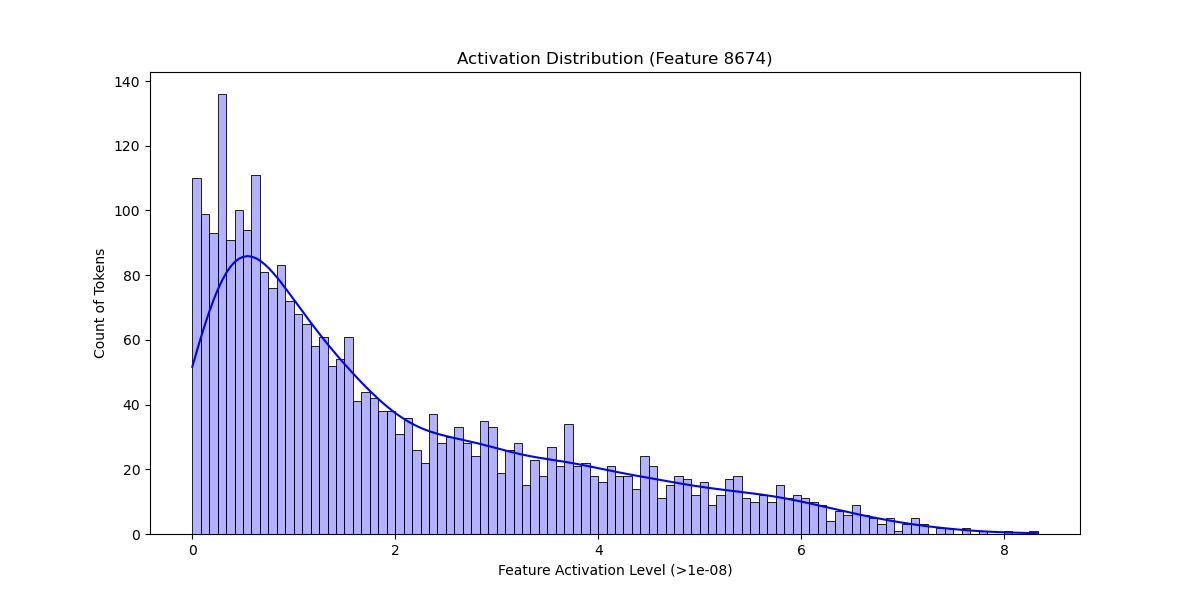 Activation Distribution (Feature 8674)
140
120
100
80
60
40
20
0
Count of Tokens
0 2 4 6 8
Feature Activation Level (>1e-08)